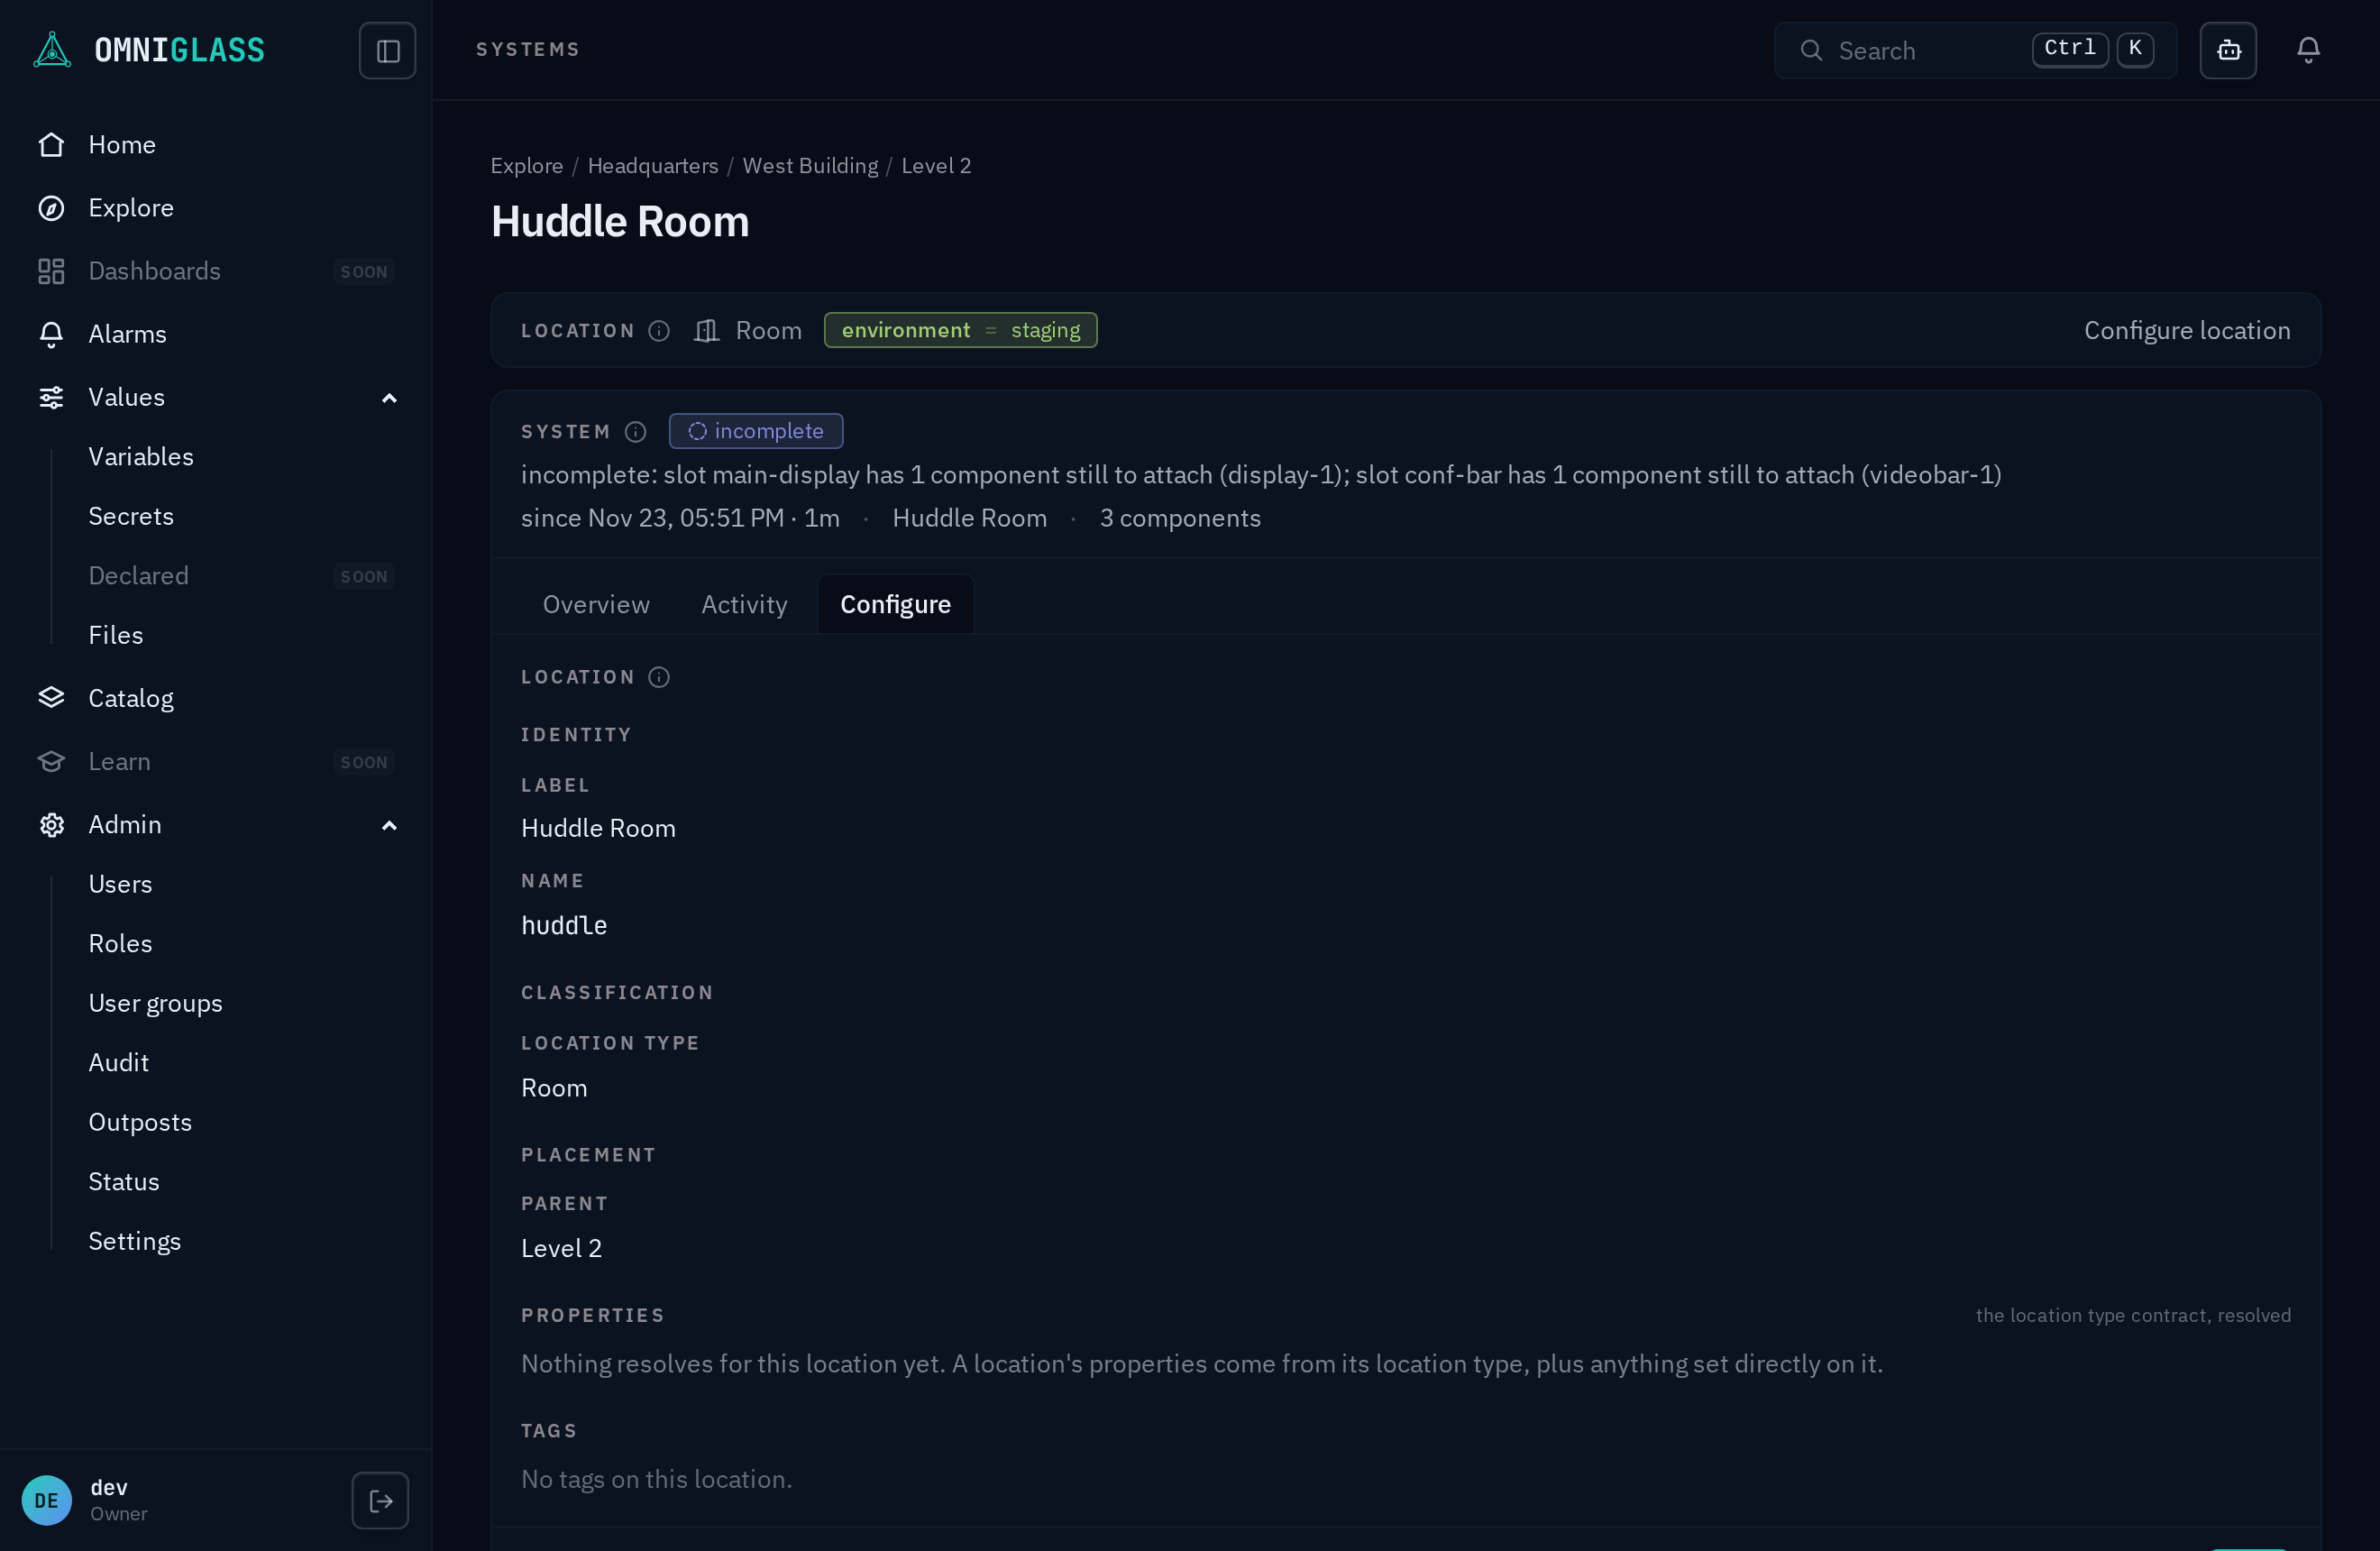 OMNIGLASS
Home
Explore
Dashboards SOON
Alarms
Values
Variables
Secrets
Declared SOON
Files
Catalog
Learn SOON
Admin
Users
Roles
User groups
Audit
Outposts
Status
Settings
DE dev
Owner
SYSTEMS
Search Ctrl K
Explore / Headquarters / West Building / Level 2
Huddle Room
LOCATION Room environment = staging Configure location
SYSTEM incomplete
incomplete: slot main-display has 1 component still to attach (display-1); slot conf-bar has 1 component still to attach (videobar-1)
since Nov 23, 05:51 PM · 1m · Huddle Room · 3 components
Overview Activity Configure
LOCATION
IDENTITY
LABEL
Huddle Room
NAME
huddle
CLASSIFICATION
LOCATION TYPE
Room
PLACEMENT
PARENT
Level 2
PROPERTIES the location type contract, resolved
Nothing resolves for this location yet. A location's properties come from its location type, plus anything set directly on it.
TAGS
No tags on this location.